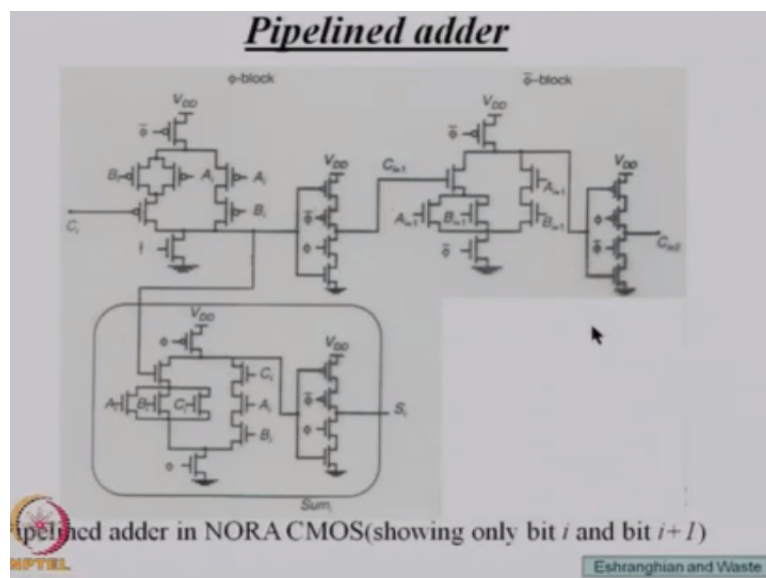 Pipelined adder
ϕ-block
ϕ̅-block
V_DD
V_DD
ϕ̅
ϕ̅
B_i
A_i
A_i
V_DD
C_i+1
A_i+1
V_DD
B_i
ϕ̅
A_i+1
B_i+1
B_i+1
ϕ
C_i
ϕ
ϕ̅
C_i+2
ϕ̅
V_DD
ϕ
V_DD
C_i
A_i
B_i
C_i
A_i
ϕ̅
S_i
B_i
ϕ
ϕ
Sum_i
ipelined adder in NORA CMOS(showing only bit i and bit i+1)
NPTEL
Eshranghian and Waste